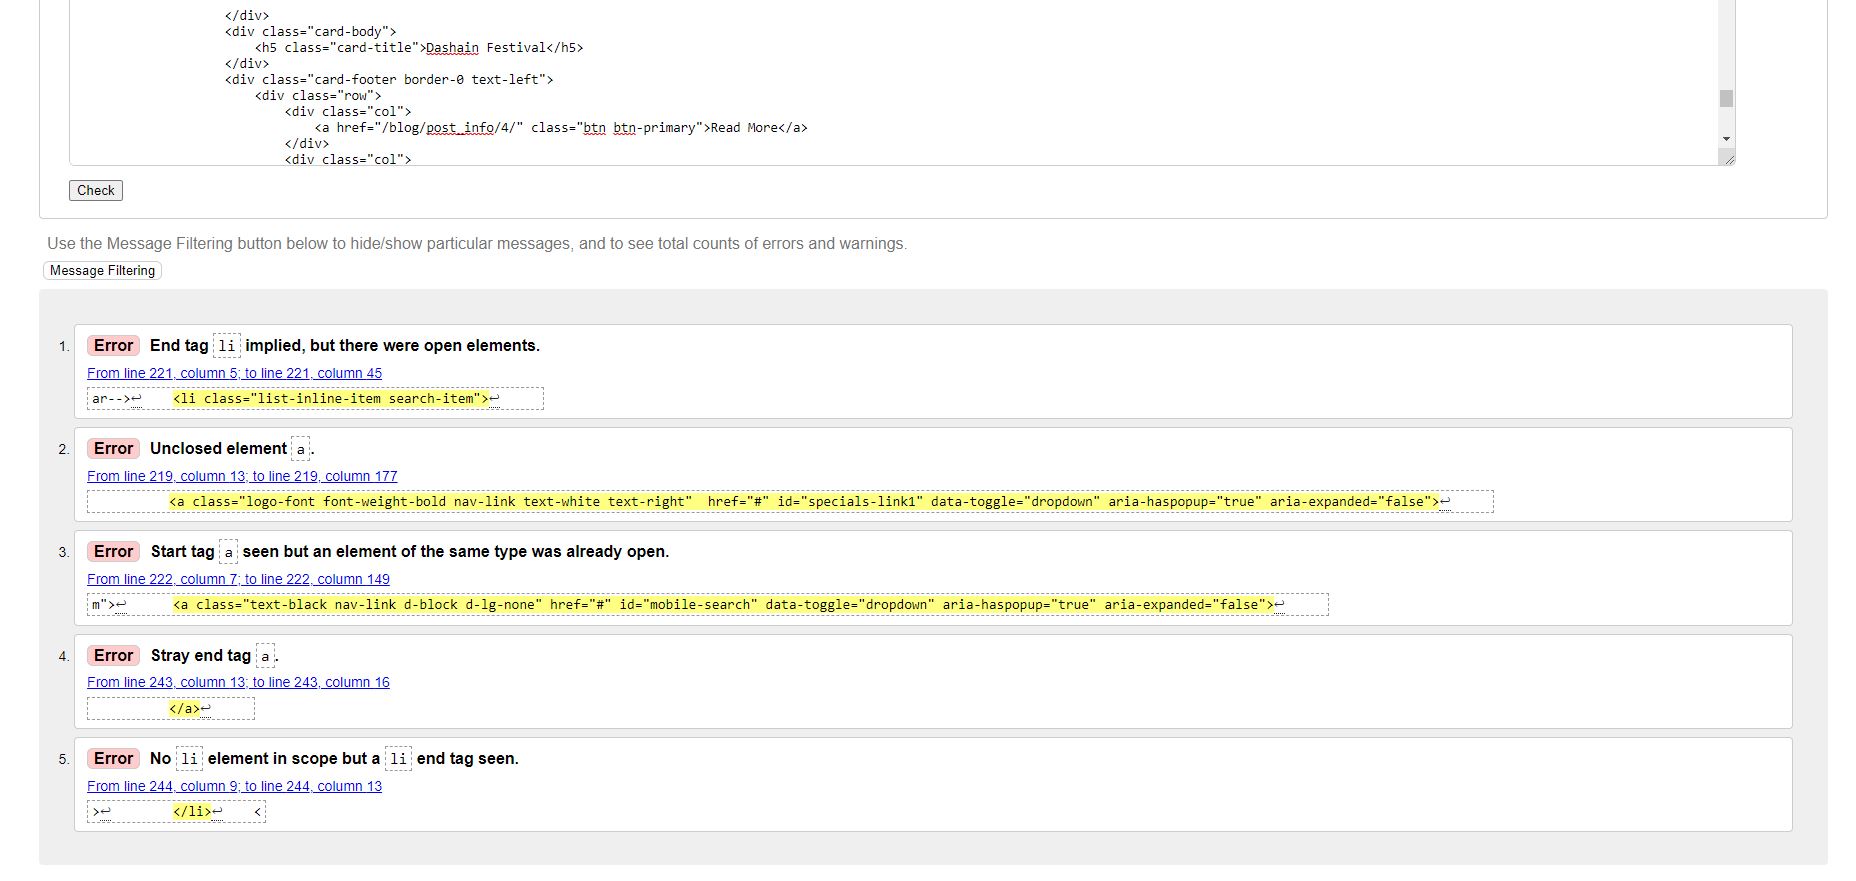 </div>
<div class="card-body">
<h5 class="card-title">Dashain Festival</h5>
</div>
<div class="card-footer border-0 text-left">
<div class="row">
<div class="col">
<a href="/blog/post_info/4/" class="btn btn-primary">Read More</a>
</div>
<div class="col">
Check
Use the Message Filtering button below to hide/show particular messages, and to see total counts of errors and warnings.
Message Filtering
1. Error End tag li implied, but there were open elements.
From line 221, column 5; to line 221, column 45
ar-->↩ <li class="list-inline-item search-item">↩
2. Error Unclosed element a.
From line 219, column 13; to line 219, column 177
<a class="logo-font font-weight-bold nav-link text-white text-right"  href="#" id="specials-link1" data-toggle="dropdown" aria-haspopup="true" aria-expanded="false">↩
3. Error Start tag a seen but an element of the same type was already open.
From line 222, column 7; to line 222, column 149
m">↩ <a class="text-black nav-link d-block d-lg-none" href="#" id="mobile-search" data-toggle="dropdown" aria-haspopup="true" aria-expanded="false">↩
4. Error Stray end tag a.
From line 243, column 13; to line 243, column 16
</a>↩
5. Error No li element in scope but a li end tag seen.
From line 244, column 9; to line 244, column 13
>↩ </li>↩ <